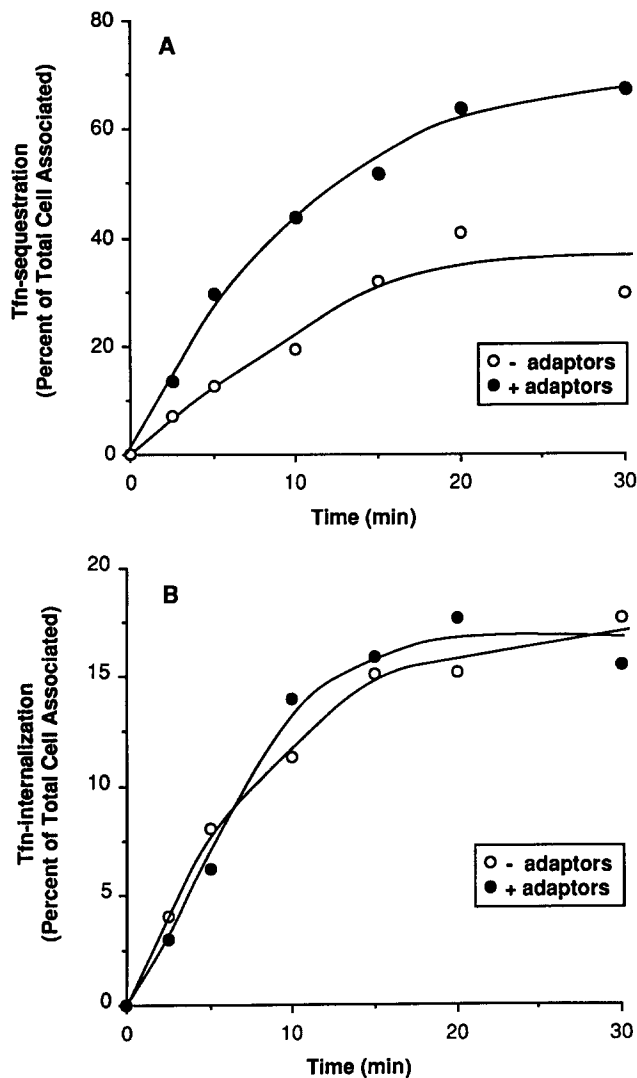 A
Tfn-sequestration
(Percent of Total Cell Associated)
80
60
40
20
0
- adaptors
+ adaptors
0
10
20
30
Time (min)
B
Tfn-internalization
(Percent of Total Cell Associated)
20
15
10
5
0
- adaptors
+ adaptors
0
10
20
30
Time (min)